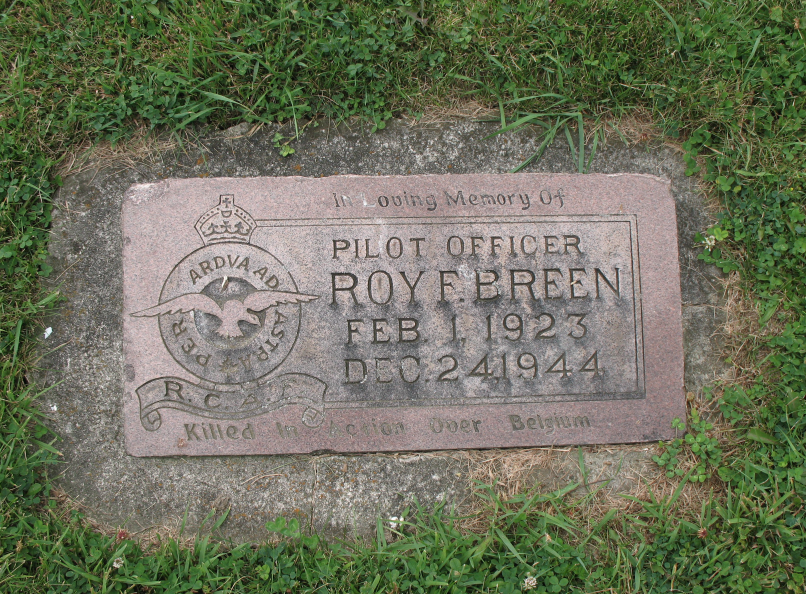 In Loving Memory Of
PILOT OFFICER
ROY F. BREEN
FEB. 1, 1923
DEC. 24, 1944
PER ARDVA AD ASTRA
R.C.A.F.
Killed In Action Over Belgium